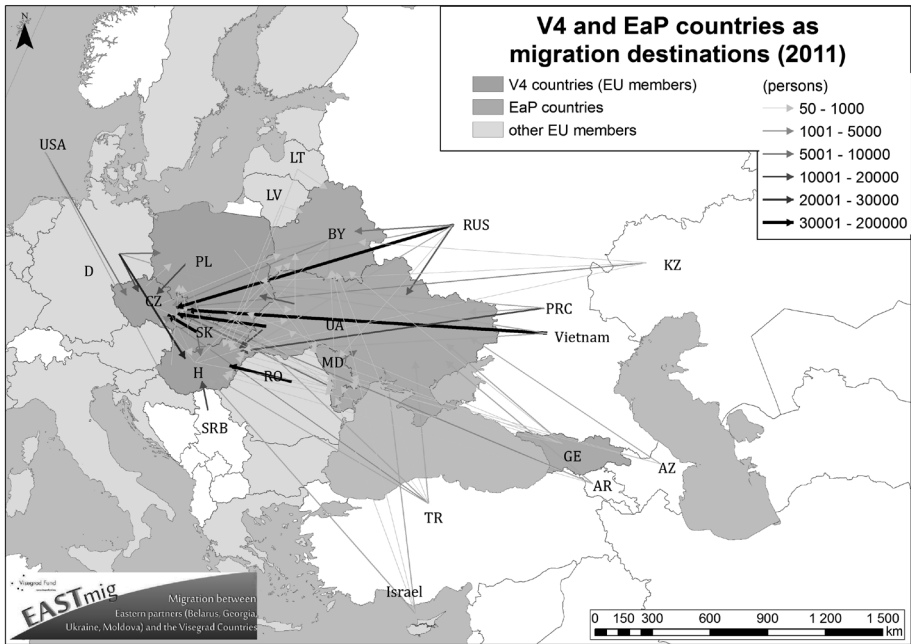 N
V4 and EaP countries as
migration destinations (2011)
V4 countries (EU members)
EaP countries
other EU members
(persons)
50 - 1000
1001 - 5000
5001 - 10000
10001 - 20000
20001 - 30000
30001 - 200000
USA
LT
LV
BY
RUS
D
PL
KZ
CZ
PRC
SK
UA
Vietnam
H
RO
MD
SRB
GE
AZ
AR
TR
Israel
Visegrad Fund
EASTmig
Migration between
Eastern partners (Belarus, Georgia,
Ukraine, Moldova) and the Visegrad Countries
0 150 300 600 900 1 200 1 500
km